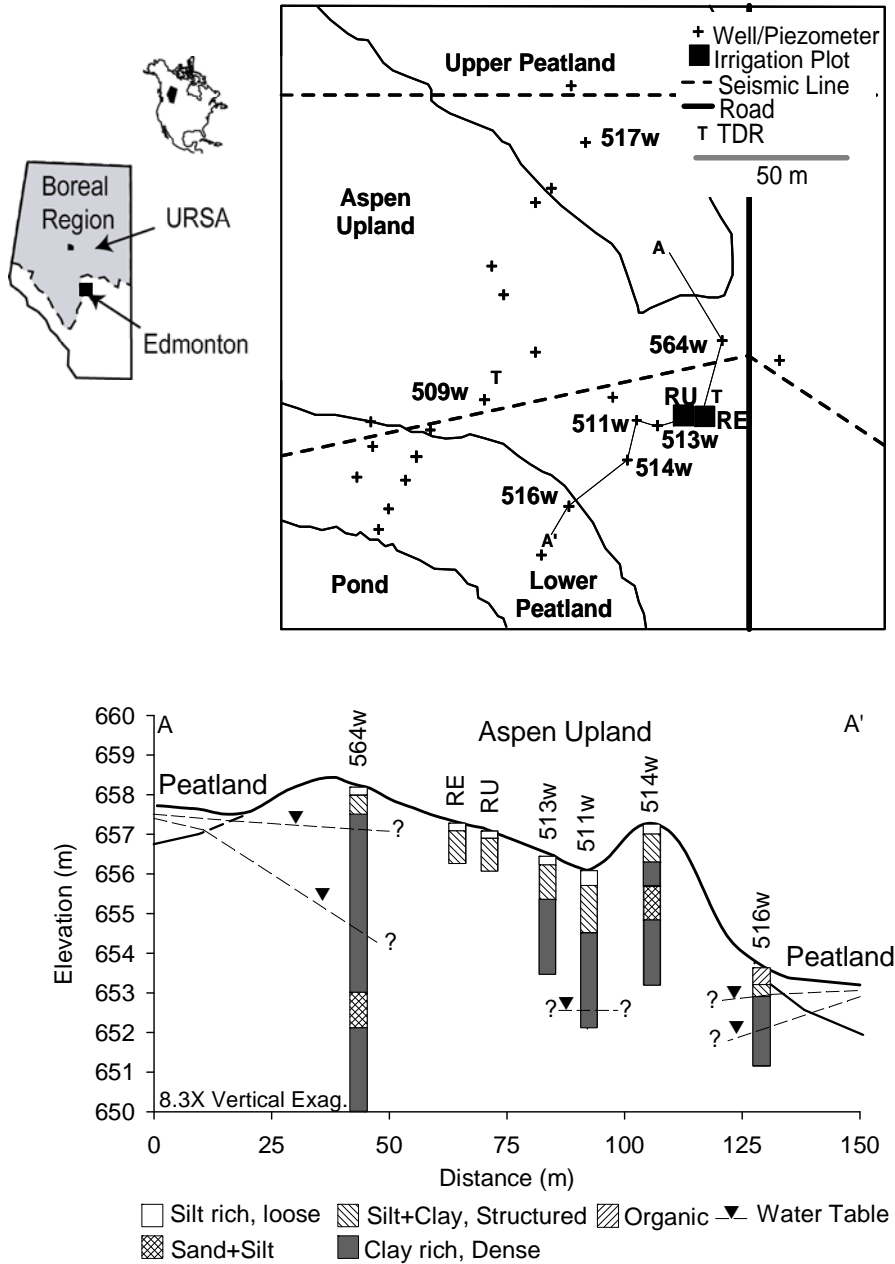 Boreal
Region
URSA
Edmonton
Well/Piezometer
Irrigation Plot
Seismic Line
Road
T TDR
50 m
Upper Peatland
517w
Aspen
Upland
A
564w
T
509w
RU
T
RE
511w
513w
514w
516w
A'
Pond
Lower
Peatland
660
659
658
657
656
655
654
653
652
651
650
Elevation (m)
A
Aspen Upland
A'
Peatland
564w
RE
RU
513w
511w
514w
516w
Peatland
?
?
?
?
?
?
8.3X Vertical Exag.
0
25
50
75
100
125
150
Distance (m)
Silt rich, loose
Silt+Clay, Structured
Organic
Water Table
Sand+Silt
Clay rich, Dense